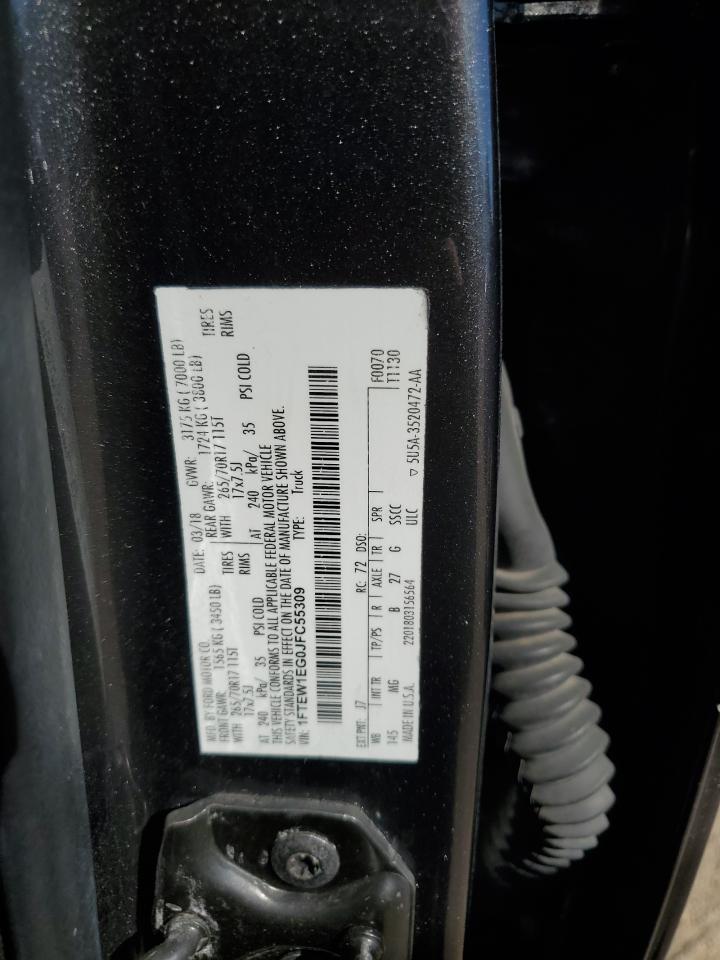 MFD. BY FORD MOTOR CO. DATE: 03/18 GVWR: 3175 KG ( 7000 LB)
FRONT GAWR: 1565 KG ( 3450 LB) REAR GAWR: 1724 KG ( 3800 LB)
WITH 265/70R17 115T TIRES WITH 265/70R17 115T TIRES
17x7.5J RIMS 17x7.5J RIMS
AT 240 kPa/ 35 PSI COLD AT 240 kPa/ 35 PSI COLD
THIS VEHICLE CONFORMS TO ALL APPLICABLE FEDERAL MOTOR VEHICLE
SAFETY STANDARDS IN EFFECT ON THE DATE OF MANUFACTURE SHOWN ABOVE.
VIN: 1FTEW1EG0JFC55309 TYPE: Truck
EXT PNT: J7 RC: 72 DSO: F0070
WB INT TR TP/PS R AXLE TR SPR T1130
145 MG B 27 G SSCC
MADE IN U.S.A. 2201803156564 ULC ▽ 5U5A-3520472-AA